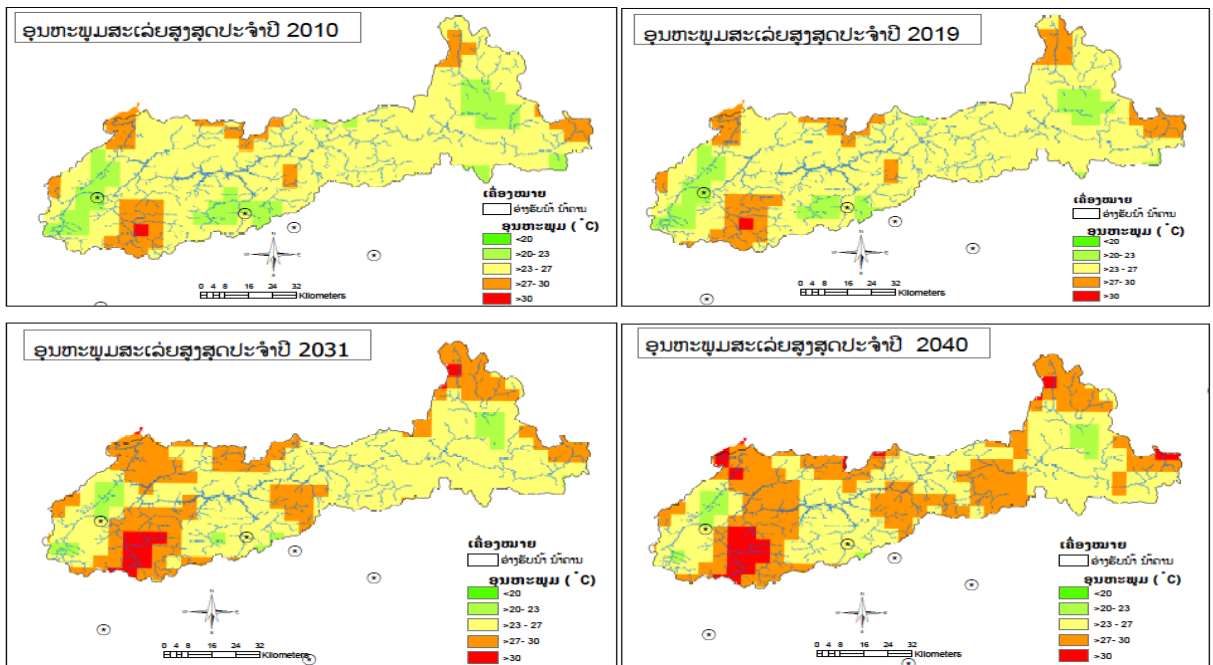 ອຸນຫະພູມສະເລ່ຍສູງສຸດປະຈຳປີ 2010
ເຄື່ອງໝາຍ
ອ່າງຮັບນ້ຳ ນ້ຳຄານ
ອຸນຫະພູມ (°C)
<20
>20- 23
>23 - 27
>27- 30
>30
0 4 8 16 24 32
Kilometers
ອຸນຫະພູມສະເລ່ຍສູງສຸດປະຈຳປີ 2019
ເຄື່ອງໝາຍ
ອ່າງຮັບນ້ຳ ນ້ຳຄານ
ອຸນຫະພູມ (°C)
<20
>20- 23
>23 - 27
>27- 30
>30
0 4 8 16 24 32
Kilometers
ອຸນຫະພູມສະເລ່ຍສູງສຸດປະຈຳປີ 2031
ເຄື່ອງໝາຍ
ອ່າງຮັບນ້ຳ ນ້ຳຄານ
ອຸນຫະພູມ (°C)
<20
>20- 23
>23 - 27
>27- 30
>30
0 4 8 16 24 32
Kilometers
ອຸນຫະພູມສະເລ່ຍສູງສຸດປະຈຳປີ 2040
ເຄື່ອງໝາຍ
ອ່າງຮັບນ້ຳ ນ້ຳຄານ
ອຸນຫະພູມ (°C)
<20
>20- 23
>23 - 27
>27- 30
>30
0 4 8 16 24 32
Kilometers